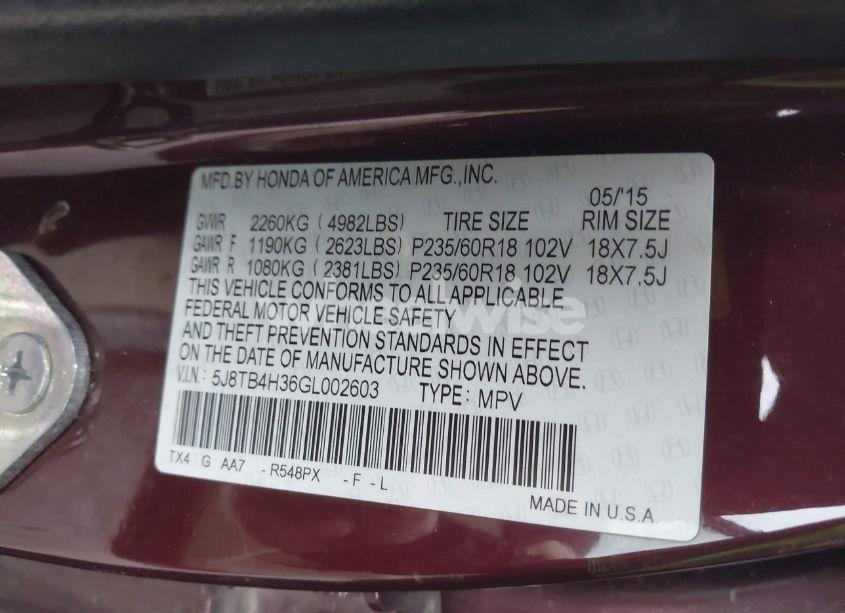 MFD.BY HONDA OF AMERICA MFG.,INC.
05/'15
GVWR 2260KG (4982LBS) TIRE SIZE RIM SIZE
GAWR F 1190KG (2623LBS) P235/60R18 102V 18X7.5J
GAWR R 1080KG (2381LBS) P235/60R18 102V 18X7.5J
THIS VEHICLE CONFORMS TO ALL APPLICABLE
FEDERAL MOTOR VEHICLE SAFETY
AND THEFT PREVENTION STANDARDS IN EFFECT
ON THE DATE OF MANUFACTURE SHOWN ABOVE.
V.I.N.: 5J8TB4H36GL002603 TYPE: MPV
TX4 G AA7 -R548PX -F -L
MADE IN U.S.A.